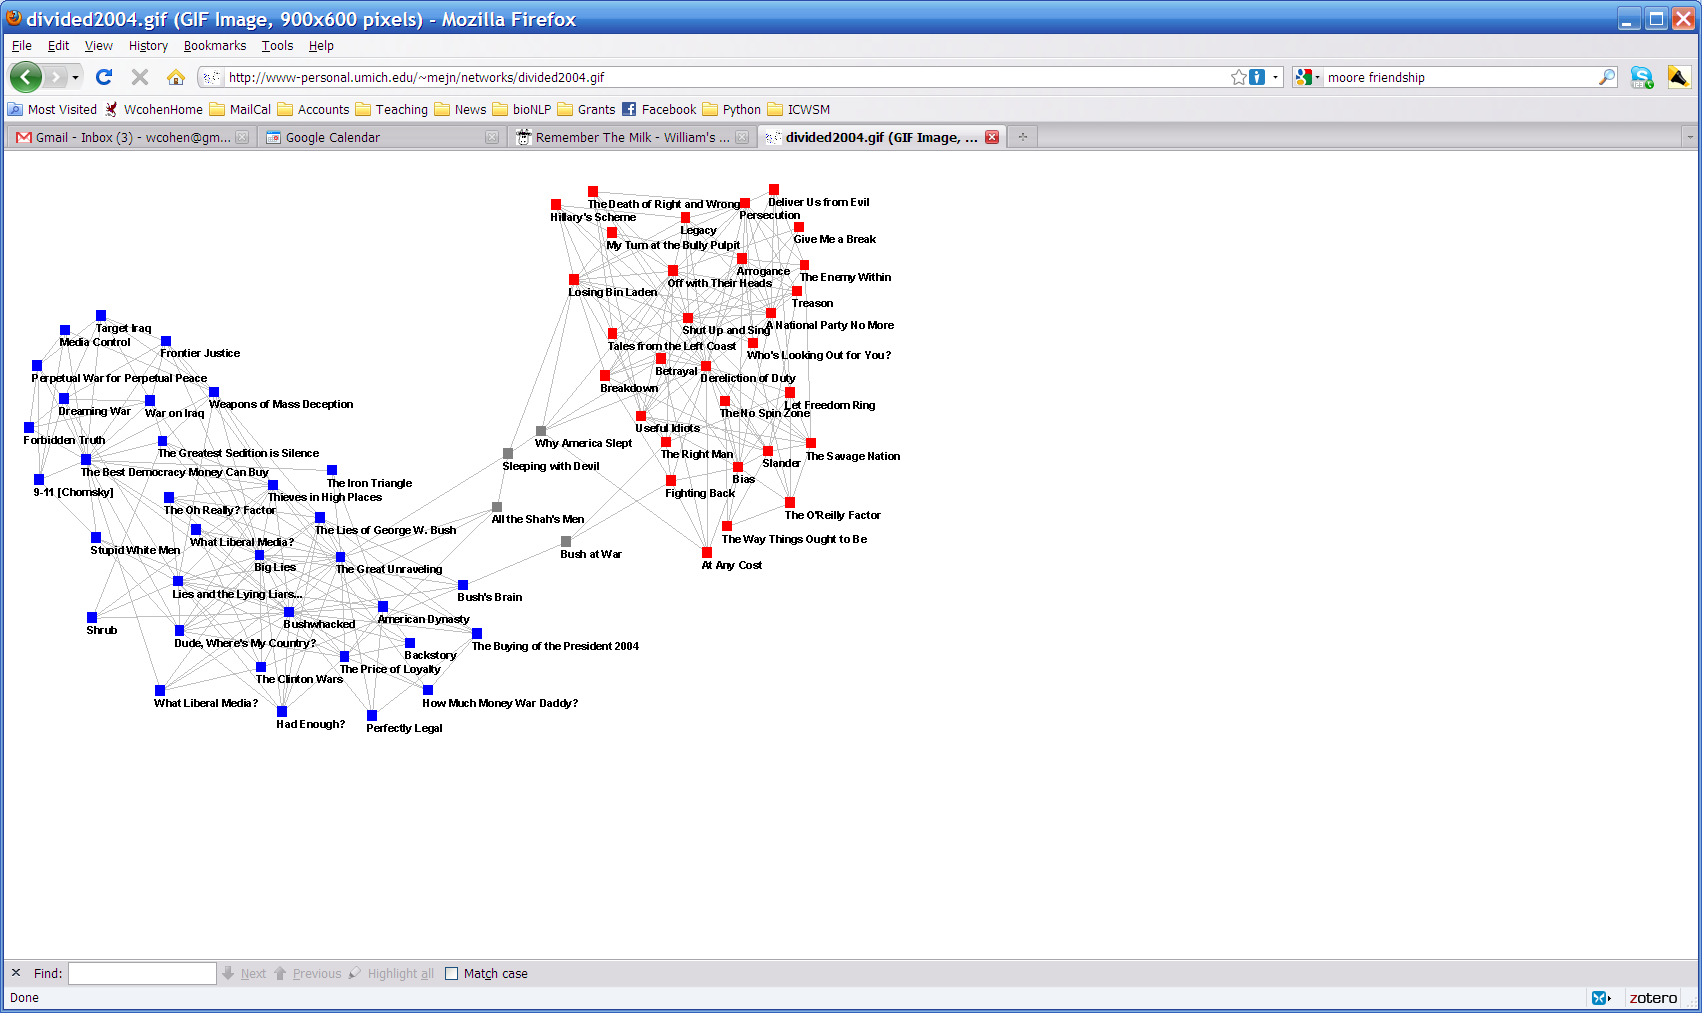 divided2004.gif (GIF Image, 900x600 pixels) - Mozilla Firefox
File Edit View History Bookmarks Tools Help
http://www-personal.umich.edu/~mejn/networks/divided2004.gif
moore friendship
Most Visited WcohenHome MailCal Accounts Teaching News bioNLP Grants Facebook Python ICWSM
Gmail - Inbox (3) - wcohen@gm... Google Calendar Remember The Milk - William's ... divided2004.gif (GIF Image, ...
The Death of Right and Wrong
Deliver Us from Evil
Hillary's Scheme
Persecution
Legacy
Give Me a Break
My Turn at the Bully Pulpit
Arrogance
The Enemy Within
Off with Their Heads
Losing Bin Laden
Treason
A National Party No More
Shut Up and Sing
Tales from the Left Coast
Who's Looking Out for You?
Betrayal
Dereliction of Duty
Breakdown
Let Freedom Ring
The No Spin Zone
Useful Idiots
The Right Man
The Savage Nation
Slander
Bias
Fighting Back
The O'Reilly Factor
The Way Things Ought to Be
At Any Cost
Why America Slept
Sleeping with Devil
All the Shah's Men
Bush at War
Target Iraq
Media Control
Frontier Justice
Perpetual War for Perpetual Peace
Weapons of Mass Deception
Dreaming War
War on Iraq
Forbidden Truth
The Greatest Sedition is Silence
The Best Democracy Money Can Buy
The Iron Triangle
9-11 [Chomsky]
Thieves in High Places
The Oh Really? Factor
The Lies of George W. Bush
What Liberal Media?
Stupid White Men
Big Lies
The Great Unraveling
Lies and the Lying Liars...
Bush's Brain
American Dynasty
Bushwhacked
Shrub
Dude, Where's My Country?
The Buying of the President 2004
Backstory
The Price of Loyalty
The Clinton Wars
What Liberal Media?
How Much Money War Daddy?
Had Enough?
Perfectly Legal
Find: Next Previous Highlight all Match case
Done
zotero